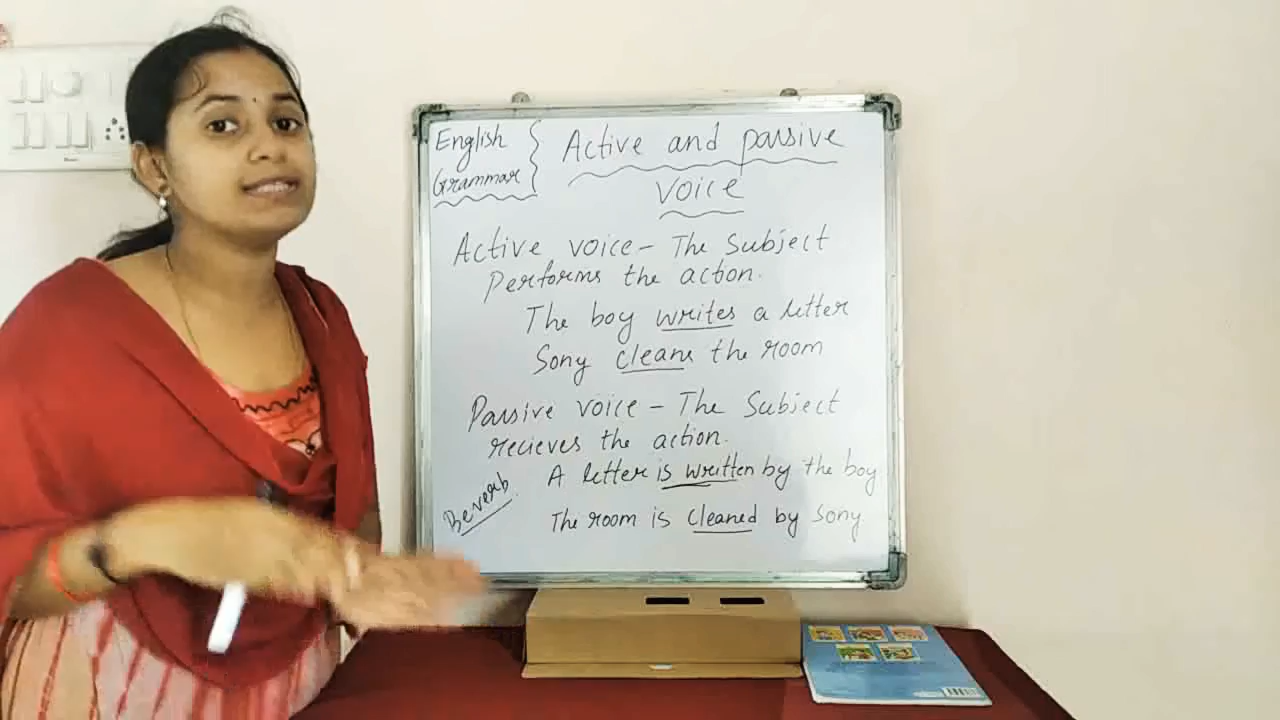 English
Grammar
Active and passive
voice
Active voice - The Subject
Performs the action.
The boy writes a letter
Sony cleans the room
Passive voice - The Subject
recieves the action.
A letter is written by the boy
Be verb
The room is cleaned by Sony